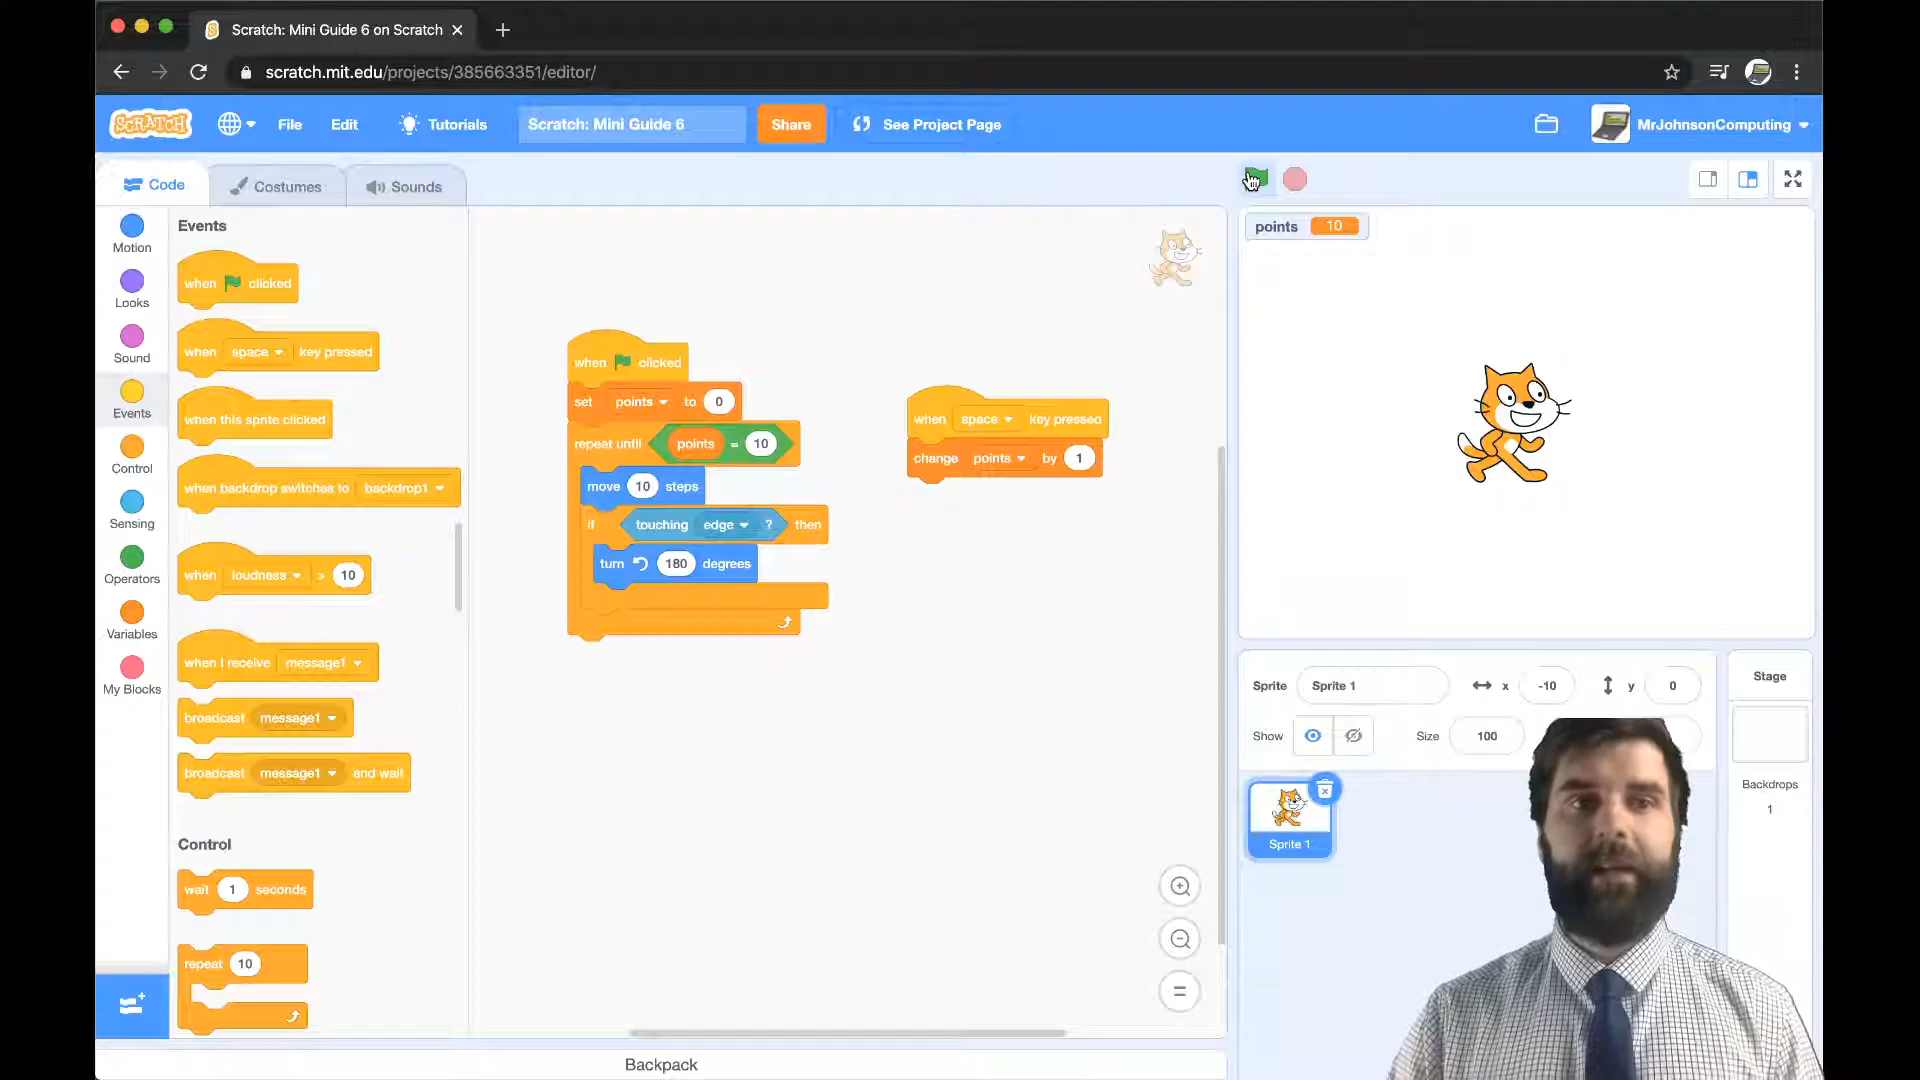 Scratch: Mini Guide 6 on Scratch
scratch.mit.edu/projects/385663351/editor/
SCRATCH File Edit Tutorials Scratch: Mini Guide 6 Share See Project Page MrJohnsonComputing
Code Costumes Sounds
Motion
Looks
Sound
Events
Control
Sensing
Operators
Variables
My Blocks
Events
when clicked
when space key pressed
when this sprite clicked
when backdrop switches to backdrop1
when loudness > 10
when I receive message1
broadcast message1
broadcast message1 and wait
Control
wait 1 seconds
repeat 10
when clicked
set points to 0
repeat until points = 10
move 10 steps
if touching edge ? then
turn 180 degrees
when space key pressed
change points by 1
points 10
Sprite Sprite 1 x -10 y 0
Show Size 100
Sprite 1
Stage
Backdrops
1
Backpack